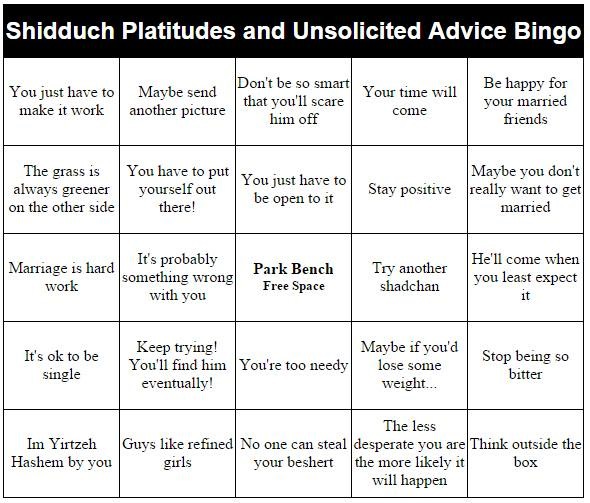 Shidduch Platitudes and Unsolicited Advice Bingo
You just have to
make it work
Maybe send
another picture
Don't be so smart
that you'll scare
him off
Your time will
come
Be happy for
your married
friends
The grass is
always greener
on the other side
You have to put
yourself out
there!
You just have to
be open to it
Stay positive
Maybe you don't
really want to get
married
Marriage is hard
work
It's probably
something wrong
with you
Park Bench
Free Space
Try another
shadchan
He'll come when
you least expect
it
It's ok to be
single
Keep trying!
You'll find him
eventually!
You're too needy
Maybe if you'd
lose some
weight...
Stop being so
bitter
Im Yirtzeh
Hashem by you
Guys like refined
girls
No one can steal
your beshert
The less
desperate you are
the more likely it
will happen
Think outside the
box